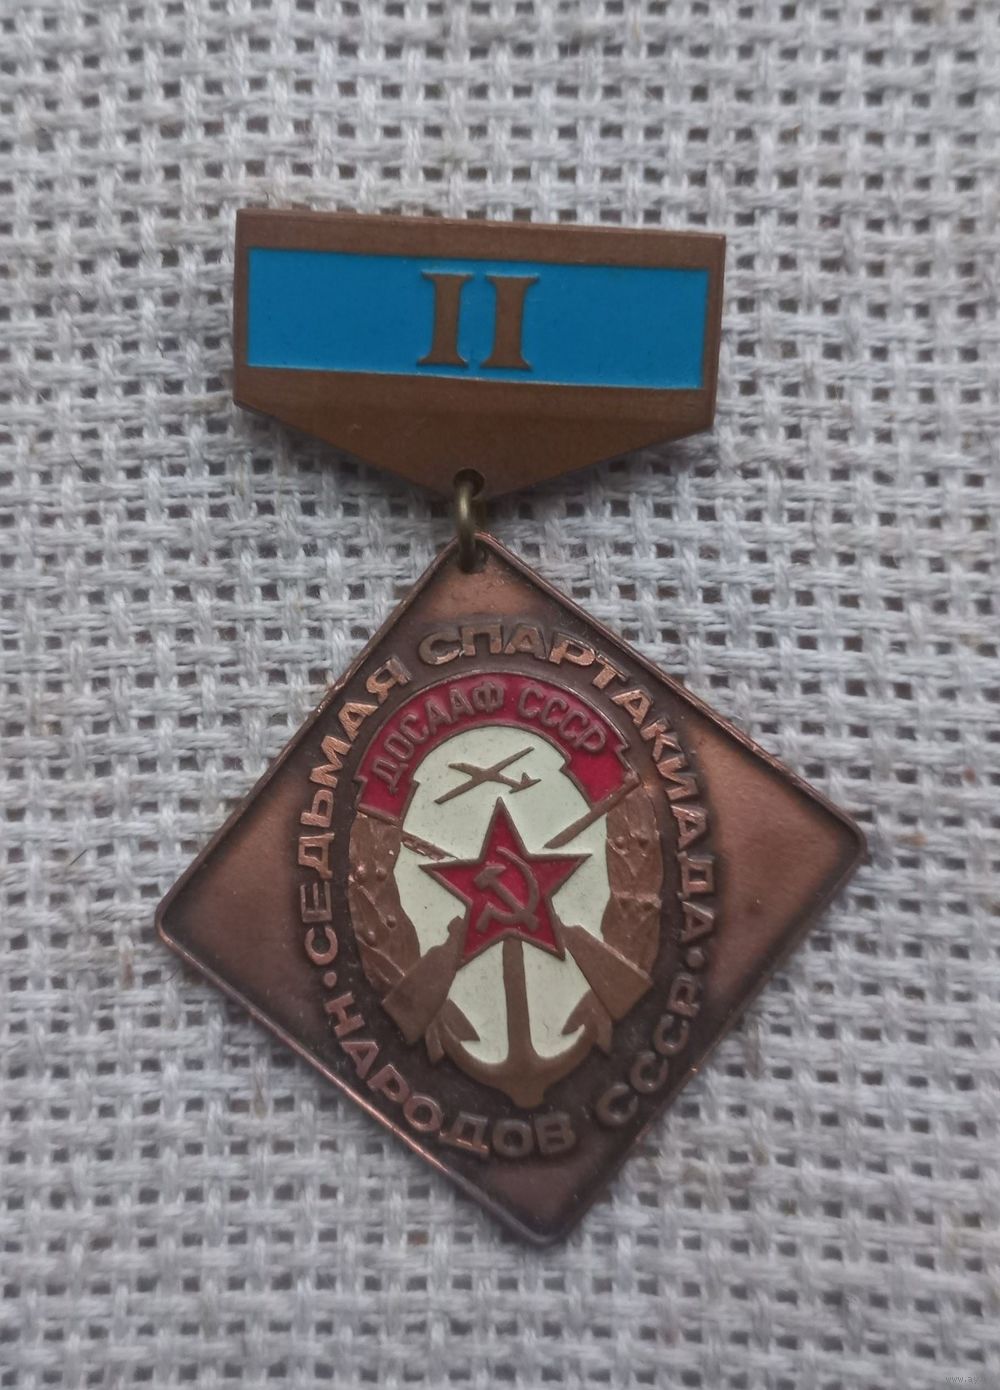 II
СЕДЬМАЯ СПАРТАКИАДА
ДОСААФ СССР
НАРОДОВ СССР